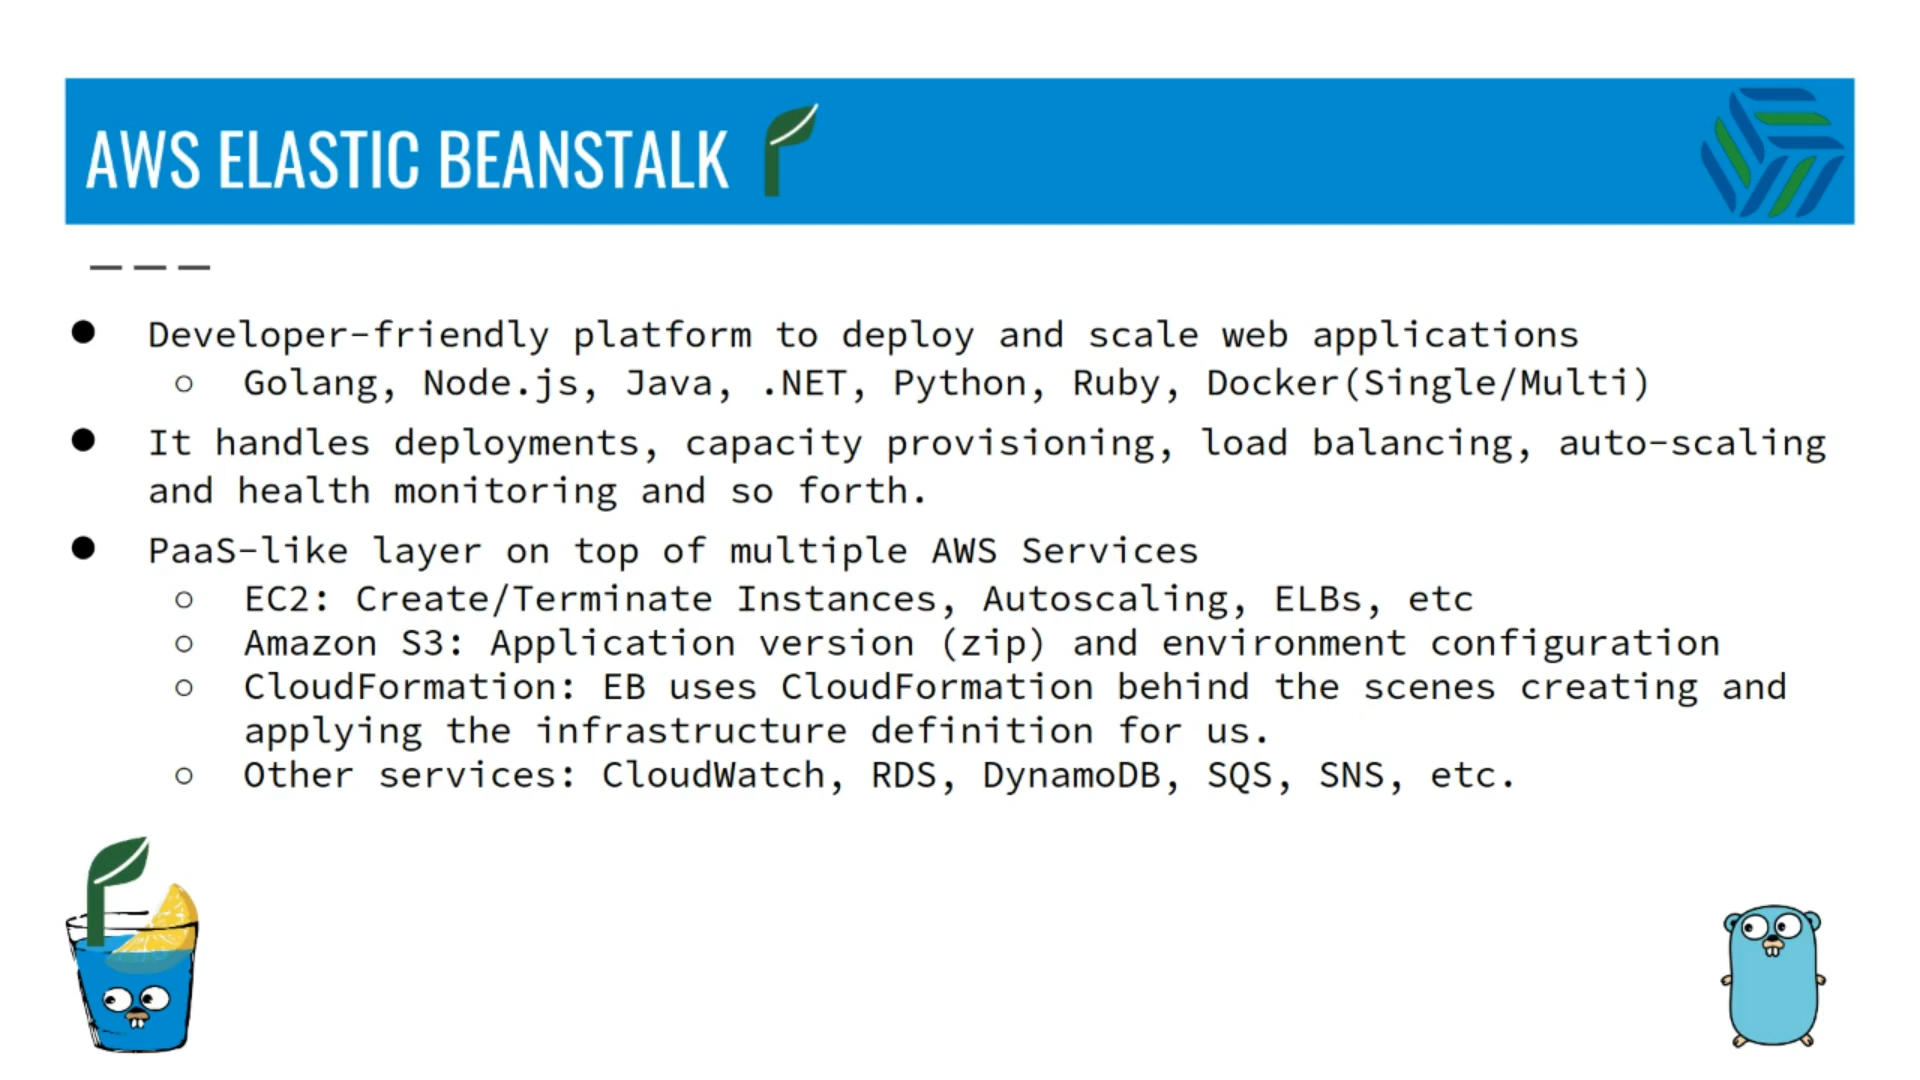 AWS ELASTIC BEANSTALK
● Developer-friendly platform to deploy and scale web applications
○ Golang, Node.js, Java, .NET, Python, Ruby, Docker(Single/Multi)
● It handles deployments, capacity provisioning, load balancing, auto-scaling
and health monitoring and so forth.
● PaaS-like layer on top of multiple AWS Services
○ EC2: Create/Terminate Instances, Autoscaling, ELBs, etc
○ Amazon S3: Application version (zip) and environment configuration
○ CloudFormation: EB uses CloudFormation behind the scenes creating and
applying the infrastructure definition for us.
○ Other services: CloudWatch, RDS, DynamoDB, SQS, SNS, etc.